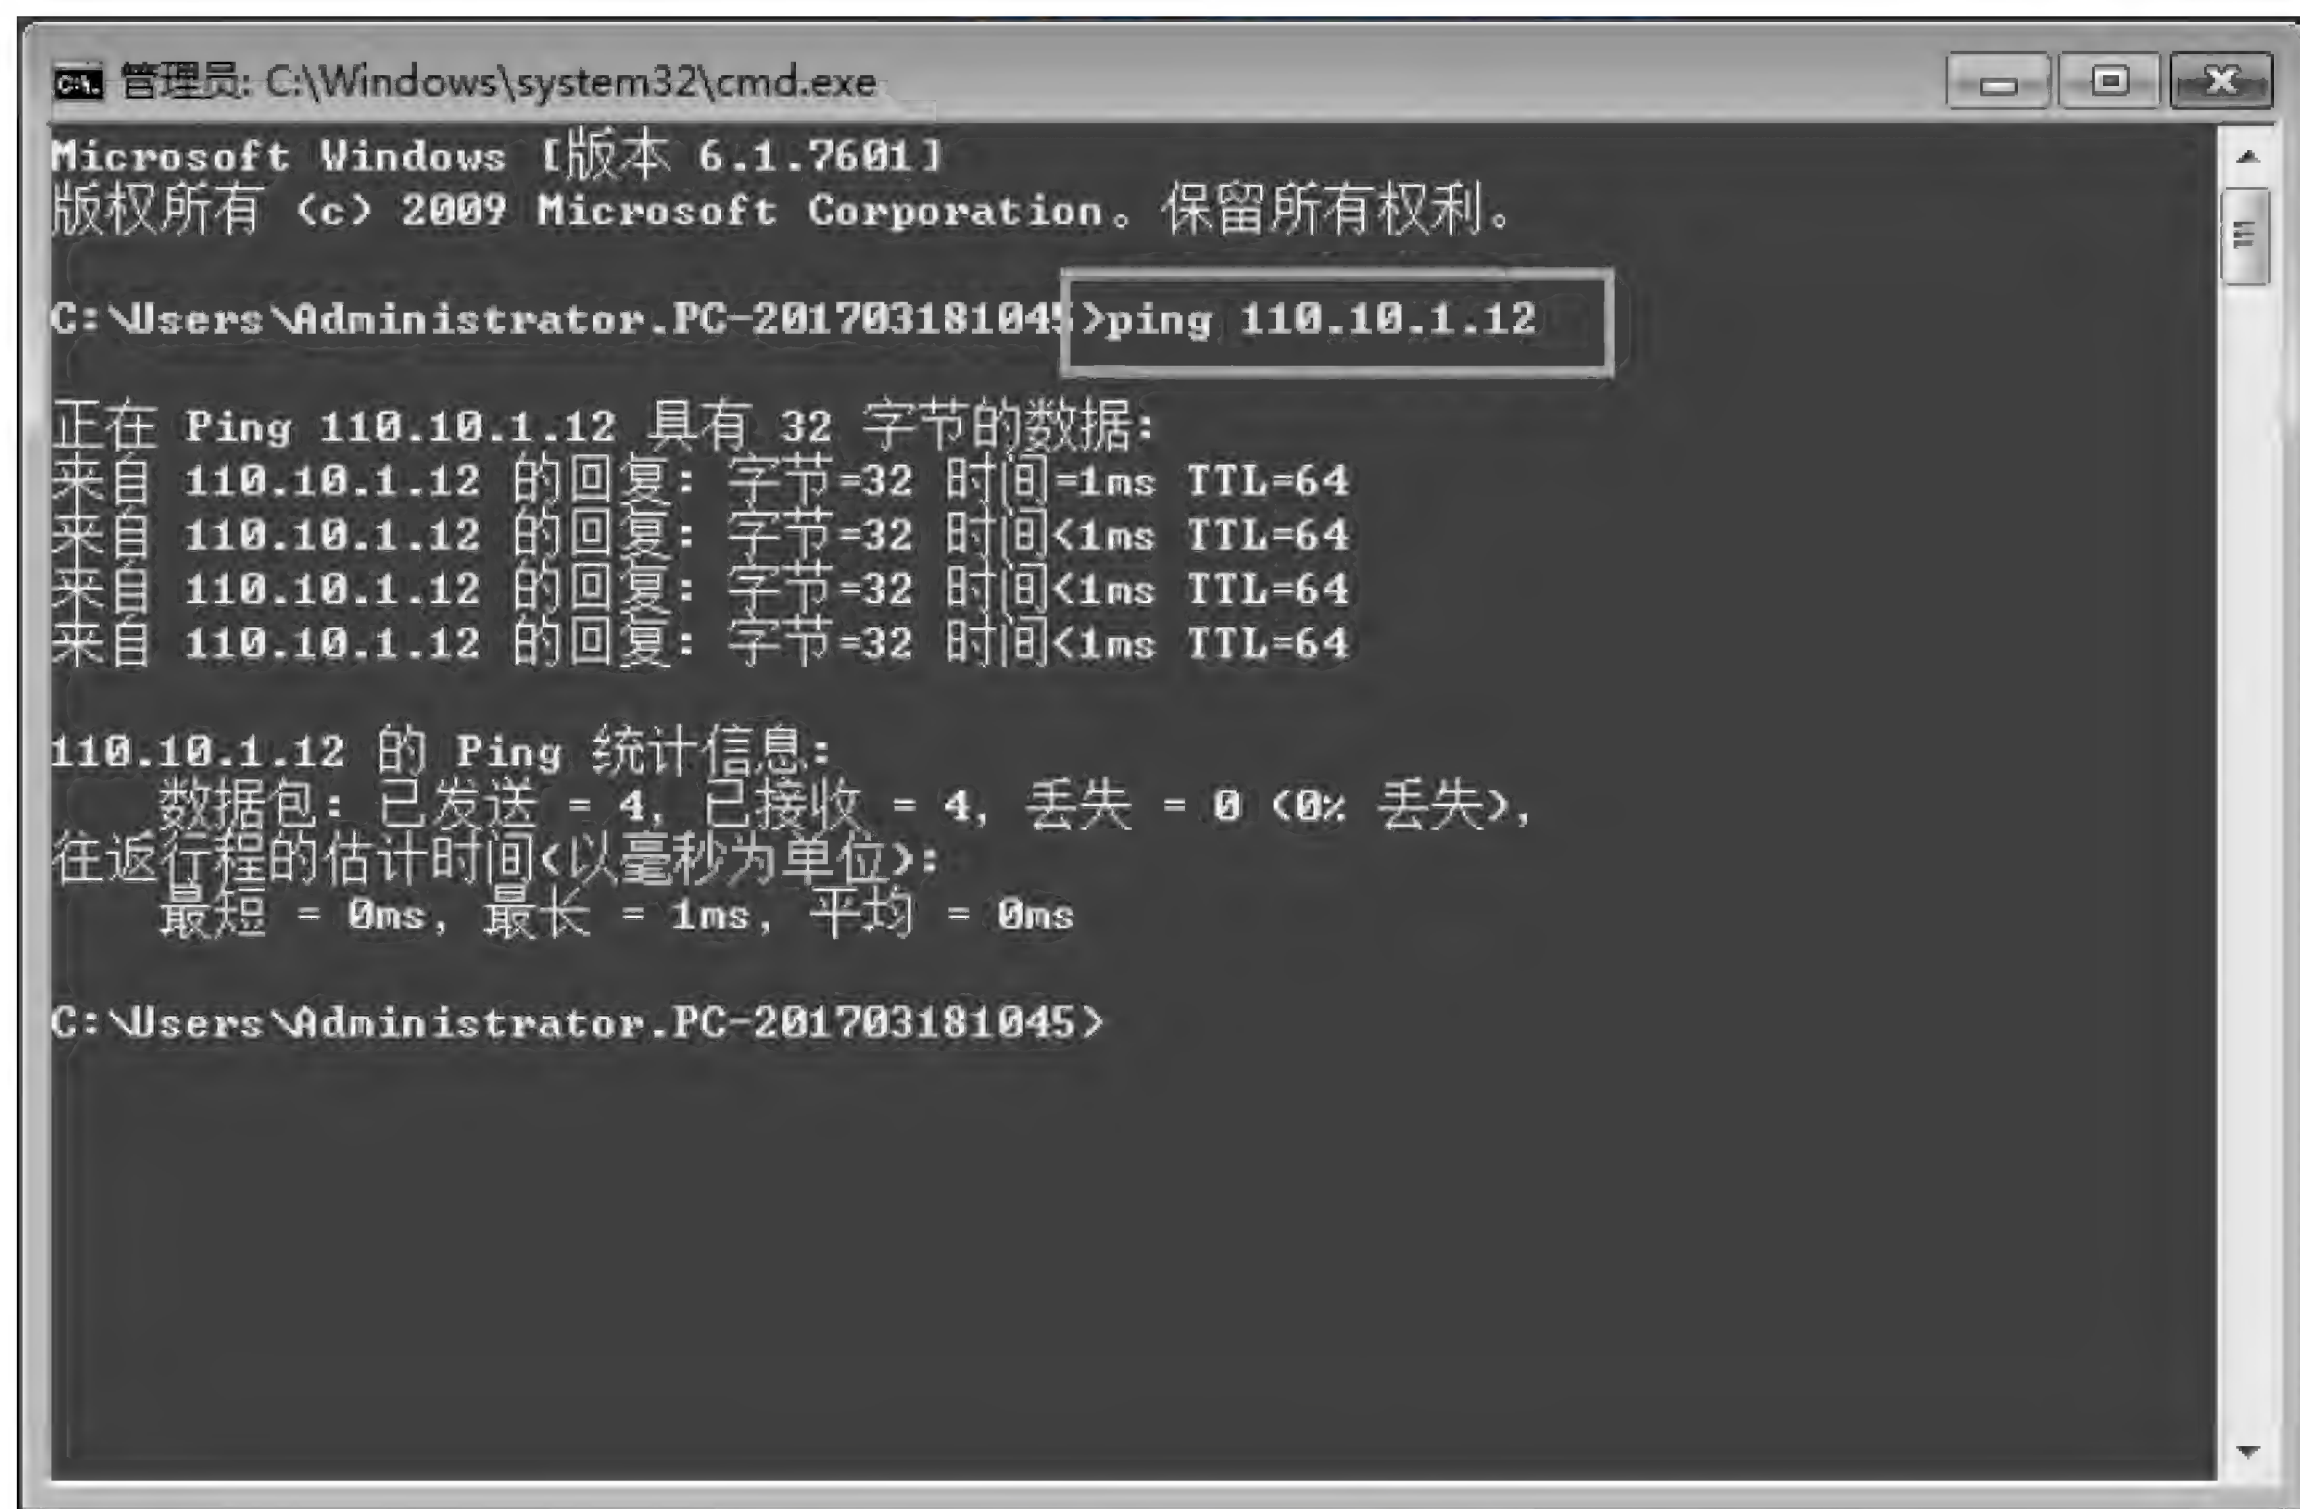 管理员: C:\Windows\system32\cmd.exe
Microsoft Windows [版本 6.1.7601]
版权所有 (c) 2009 Microsoft Corporation。保留所有权利。
C:\Users\Administrator.PC-201703181045>ping 110.10.1.12
正在 Ping 110.10.1.12 具有 32 字节的数据:
来自 110.10.1.12 的回复: 字节=32 时间=1ms TTL=64
来自 110.10.1.12 的回复: 字节=32 时间<1ms TTL=64
来自 110.10.1.12 的回复: 字节=32 时间<1ms TTL=64
来自 110.10.1.12 的回复: 字节=32 时间<1ms TTL=64
110.10.1.12 的 Ping 统计信息:
数据包: 已发送 = 4, 已接收 = 4, 丢失 = 0 (0% 丢失),
往返行程的估计时间(以毫秒为单位):
最短 = 0ms, 最长 = 1ms, 平均 = 0ms
C:\Users\Administrator.PC-201703181045>